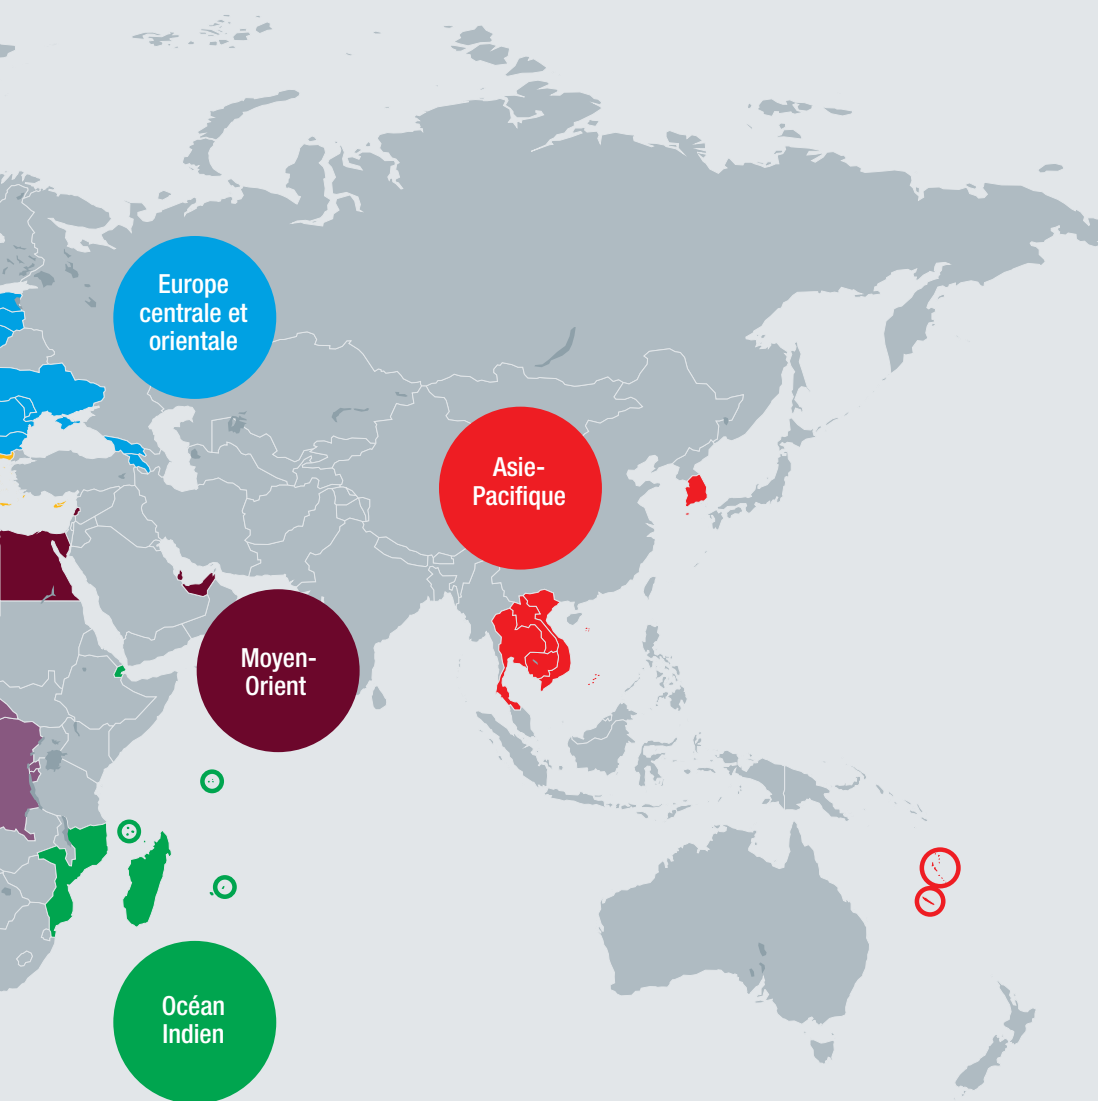 Europe
centrale et
orientale
Asie-
Pacifique
Moyen-
Orient
Océan
Indien